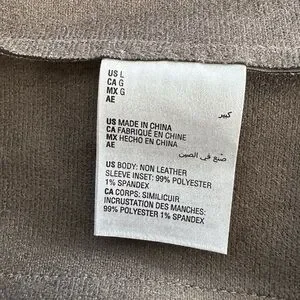 US L
CA G
MX G
AE كبير
US MADE IN CHINA
CA FABRIQUÉ EN CHINE
MX HECHO EN CHINA
AE
صنع في الصين
US BODY: NON LEATHER
SLEEVE INSET: 99% POLYESTER
1% SPANDEX
CA CORPS: SIMILICUIR
INCRUSTATION DES MANCHES:
99% POLYESTER 1% SPANDEX